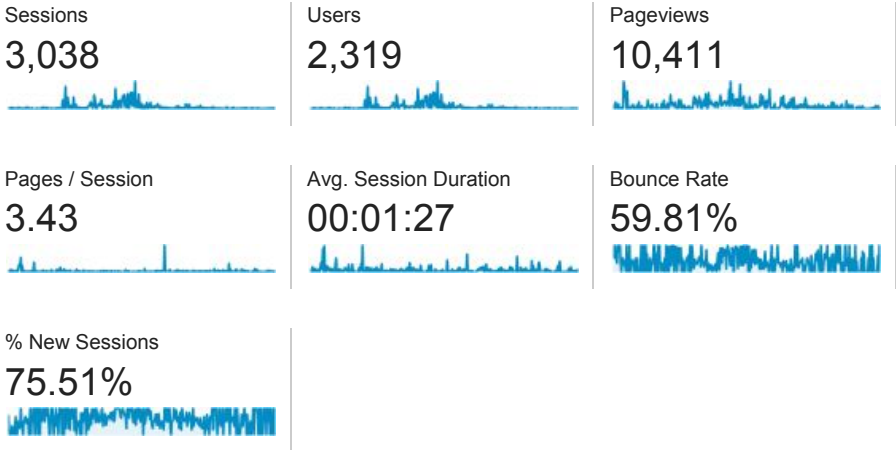 Sessions
3,038
Users
2,319
Pageviews
10,411
Pages / Session
3.43
Avg. Session Duration
00:01:27
Bounce Rate
59.81%
% New Sessions
75.51%